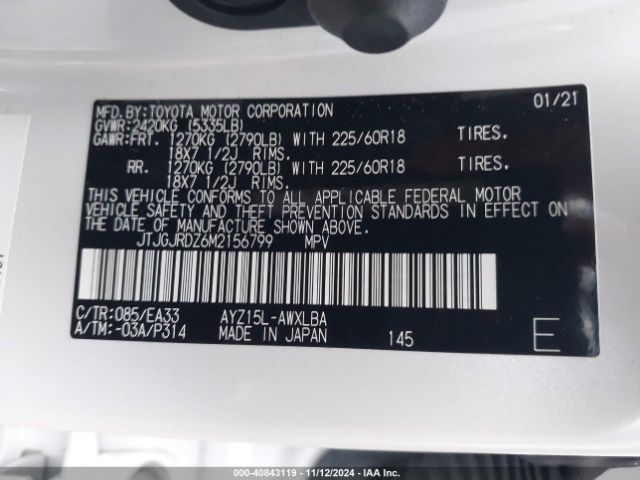 MFD.BY:TOYOTA MOTOR CORPORATION 01/21
GVWR:2420KG (5335LB)
GAWR:FRT. 1270KG (2790LB) WITH 225/60R18 TIRES.
18X7 1/2J RIMS.
RR. 1270KG (2790LB) WITH 225/60R18 TIRES.
18X7 1/2J RIMS.
THIS VEHICLE CONFORMS TO ALL APPLICABLE FEDERAL MOTOR
VEHICLE SAFETY AND THEFT PREVENTION STANDARDS IN EFFECT ON
THE DATE OF MANUFACTURE SHOWN ABOVE.
JTJGJRDZ6M2156799 MPV
C/TR:085/EA33 AYZ15L-AWXLBA
A/TM:-03A/P314 MADE IN JAPAN 145 E
000-40843119 - 11/12/2024 - IAA Inc.